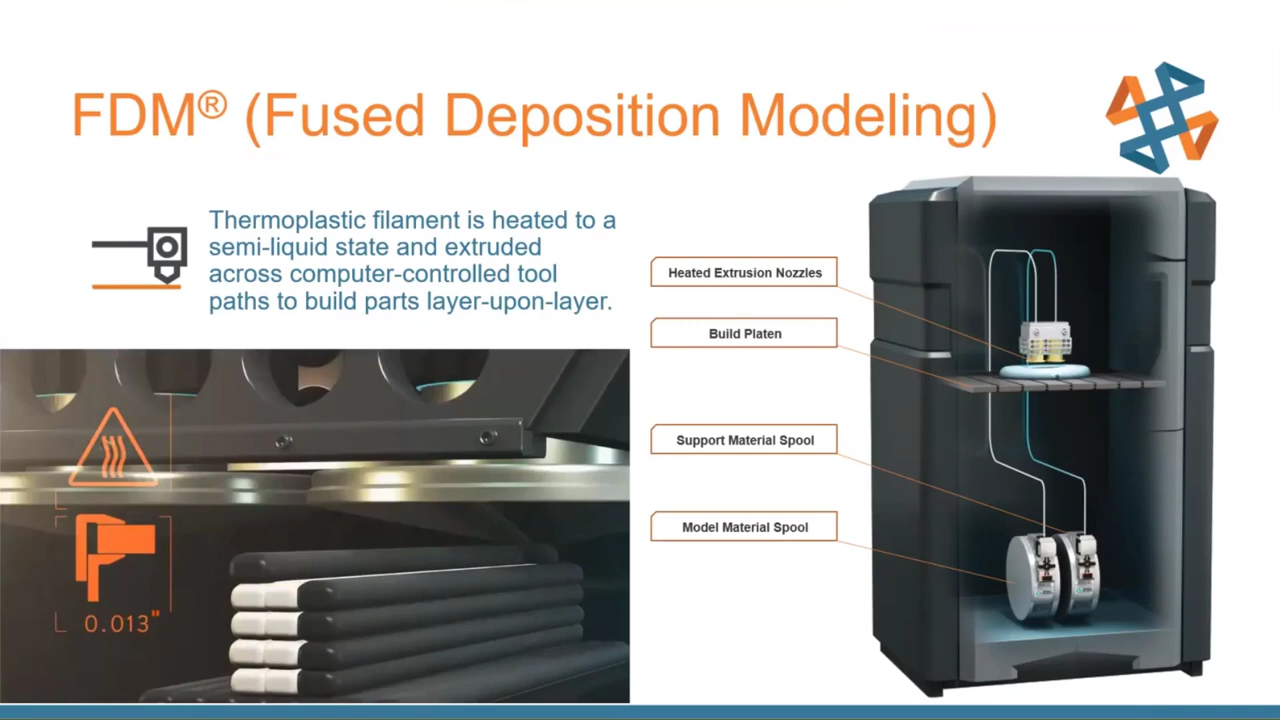 FDM® (Fused Deposition Modeling)
Thermoplastic filament is heated to a
semi-liquid state and extruded
across computer-controlled tool
paths to build parts layer-upon-layer.
Heated Extrusion Nozzles
Build Platen
Support Material Spool
Model Material Spool
0.013"